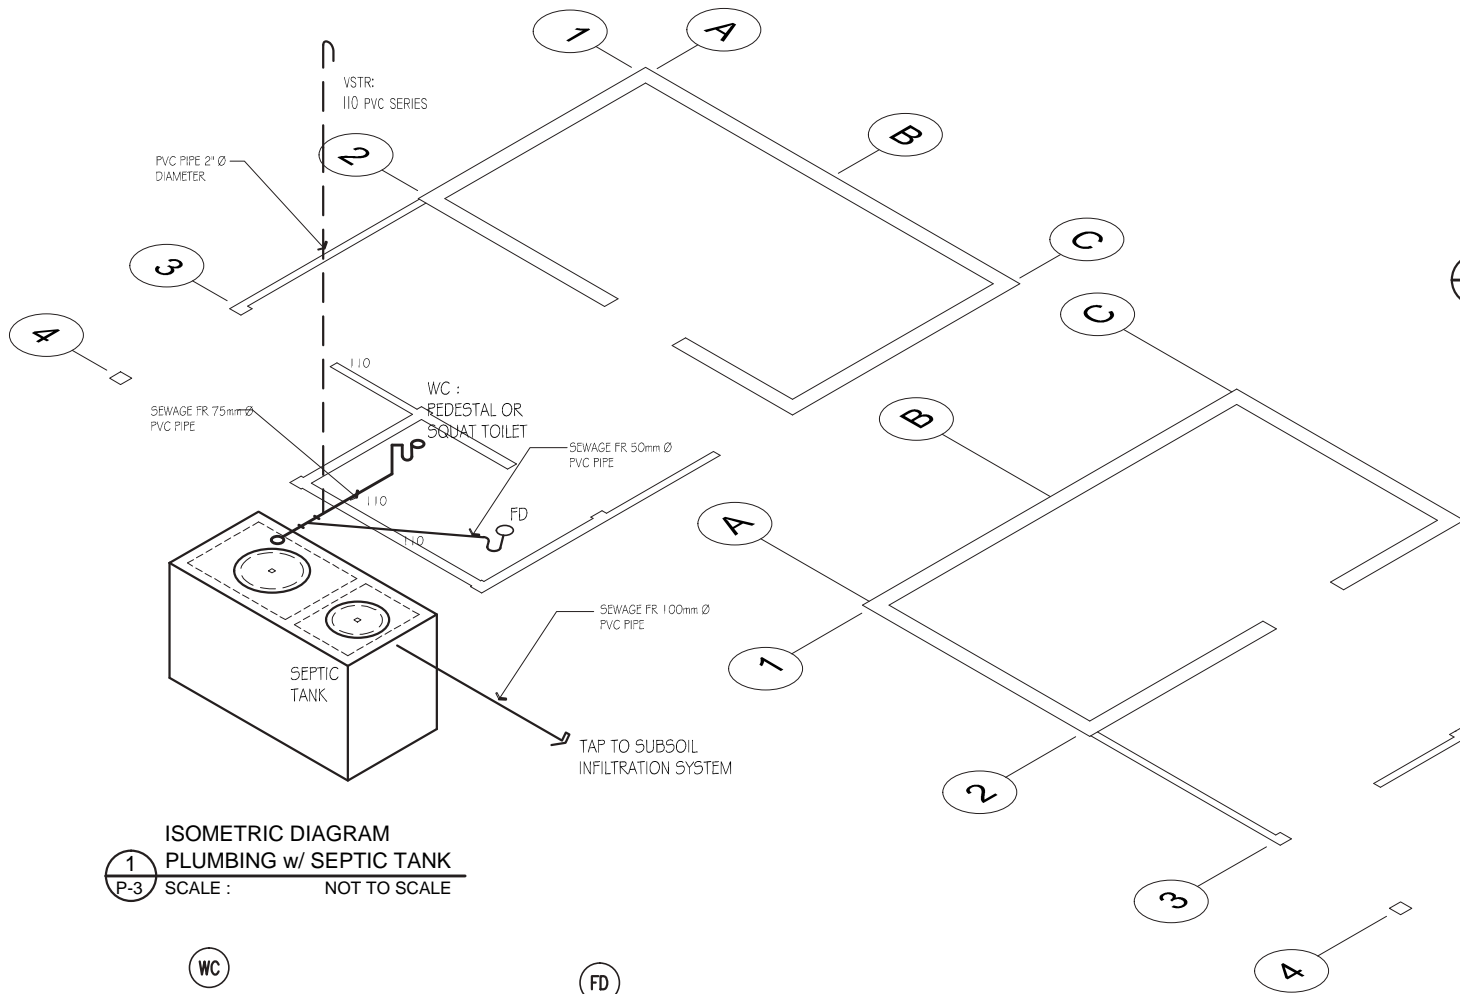 1
A
VSTR:
110 PVC SERIES
B
2
PVC PIPE 2" Ø
DIAMETER
C
3
C
4
110
WC :
PEDESTAL OR
SQUAT TOILET
B
SEWAGE FR 75mm Ø
PVC PIPE
SEWAGE FR 50mm Ø
PVC PIPE
110
FD
A
110
SEWAGE FR 100mm Ø
PVC PIPE
1
SEPTIC
TANK
TAP TO SUBSOIL
INFILTRATION SYSTEM
2
ISOMETRIC DIAGRAM
1
PLUMBING w/ SEPTIC TANK
P-3
SCALE :
NOT TO SCALE
3
WC
FD
4